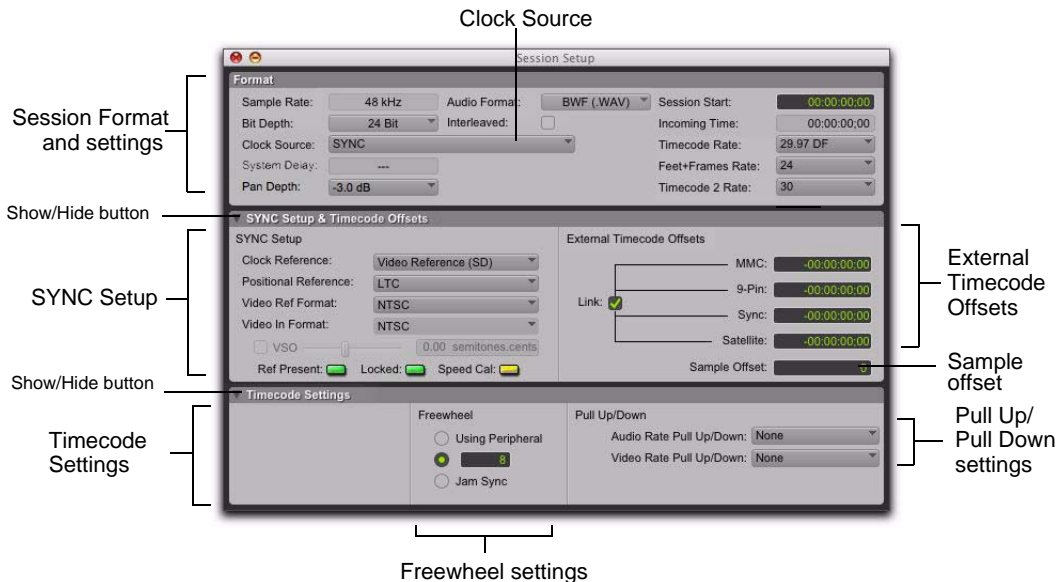 Clock Source
Session Setup
Format
Session Format
and settings
Sample Rate: 48 kHz Audio Format: BWF (.WAV) Session Start: 00:00:00;00
Bit Depth: 24 Bit Interleaved: Incoming Time: 00:00:00;00
Clock Source: SYNC Timecode Rate: 29.97 DF
System Delay: --- Feet+Frames Rate: 24
Pan Depth: -3.0 dB Timecode 2 Rate: 30
Show/Hide button
SYNC Setup & Timecode Offsets
SYNC Setup
SYNC Setup
Clock Reference: Video Reference (SD)
Positional Reference: LTC
Video Ref Format: NTSC
Video In Format: NTSC
VSO 0.00 semitones.cents
Ref Present: Locked: Speed Cal:
External Timecode Offsets
Link:
MMC: -00:00:00;00
9-Pin: -00:00:00;00
Sync: -00:00:00;00
Satellite: -00:00:00;00
Sample Offset: 0
External
Timecode
Offsets
Sample
offset
Show/Hide button
Timecode Settings
Timecode
Settings
Freewheel
Using Peripheral
8
Jam Sync
Pull Up/Down
Audio Rate Pull Up/Down: None
Video Rate Pull Up/Down: None
Pull Up/
Pull Down
settings
Freewheel settings